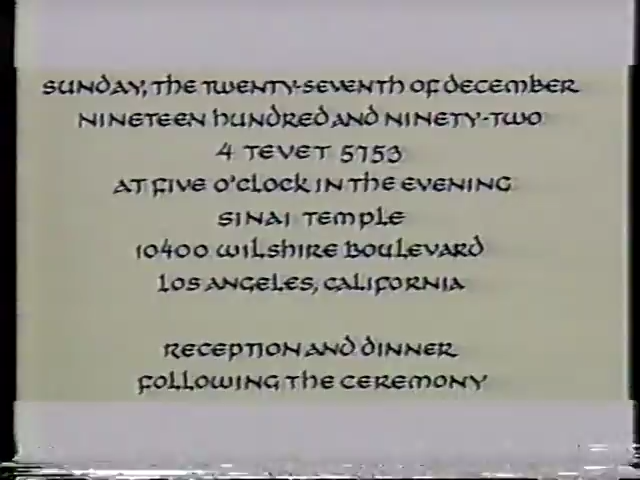 SUNDAY, THE TWENTY-SEVENTH OF DECEMBER
NINETEEN HUNDRED AND NINETY-TWO
4 TEVET 5753
AT FIVE O'CLOCK IN THE EVENING
SINAI TEMPLE
10400 WILSHIRE BOULEVARD
LOS ANGELES, CALIFORNIA
RECEPTION AND DINNER
FOLLOWING THE CEREMONY